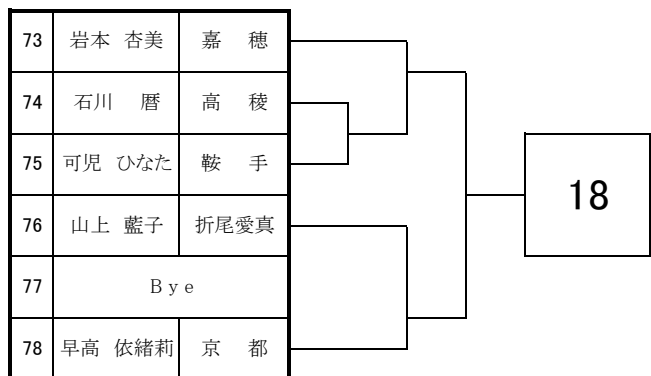 73 岩本 杏美 嘉 穂
74 石川 暦 高 稜
75 可児 ひなた 鞍 手
76 山上 藍子 折尾愛真
77 Bye
78 早高 依緒莉 京 都
18